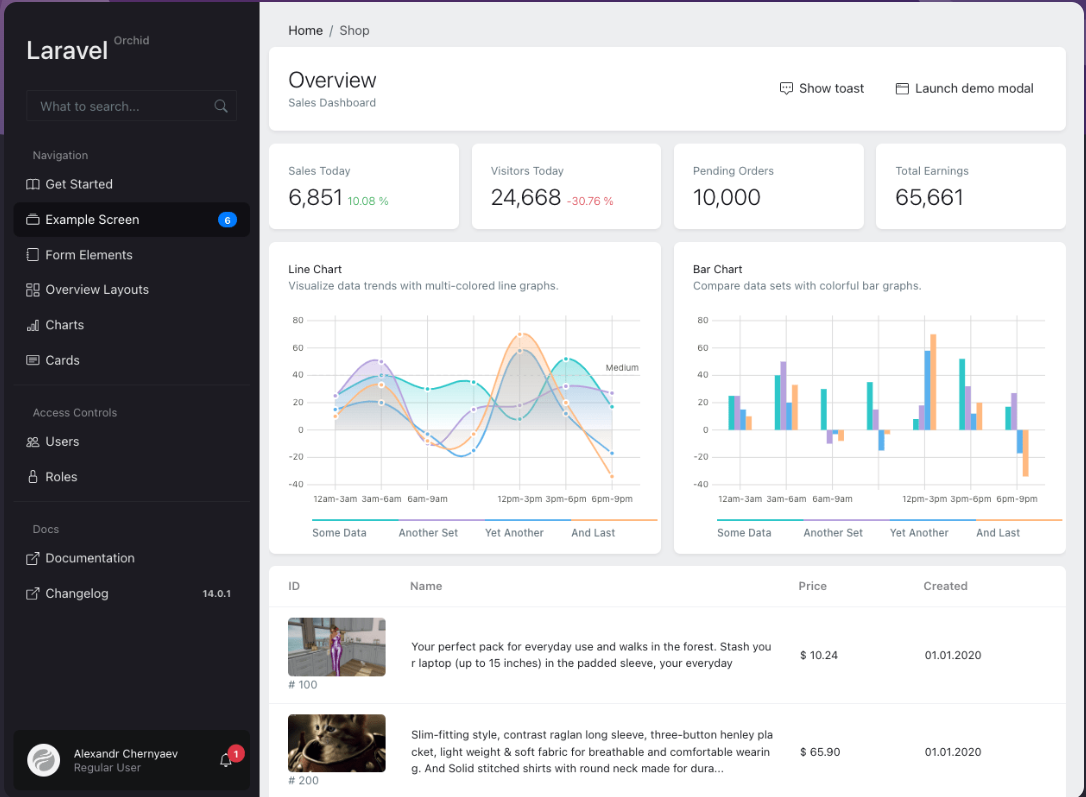 Laravel Orchid
What to search...
Navigation
Get Started
Example Screen 6
Form Elements
Overview Layouts
Charts
Cards
Access Controls
Users
Roles
Docs
Documentation
Changelog 14.0.1
Alexandr Chernyaev
Regular User
1
Home / Shop
Overview
Sales Dashboard
Show toast
Launch demo modal
Sales Today
6,851 10.08 %
Visitors Today
24,668 -30.76 %
Pending Orders
10,000
Total Earnings
65,661
Line Chart
Visualize data trends with multi-colored line graphs.
80
60
40
20
0
-20
-40
Medium
12am-3am 3am-6am 6am-9am 12pm-3pm 3pm-6pm 6pm-9pm
Some Data Another Set Yet Another And Last
Bar Chart
Compare data sets with colorful bar graphs.
80
60
40
20
0
-20
-40
12am-3am 3am-6am 6am-9am 12pm-3pm 3pm-6pm 6pm-9pm
Some Data Another Set Yet Another And Last
ID Name Price Created
Your perfect pack for everyday use and walks in the forest. Stash you
r laptop (up to 15 inches) in the padded sleeve, your everyday
$ 10.24
01.01.2020
# 100
Slim-fitting style, contrast raglan long sleeve, three-button henley pla
cket, light weight & soft fabric for breathable and comfortable wearin
g. And Solid stitched shirts with round neck made for dura...
$ 65.90
01.01.2020
# 200